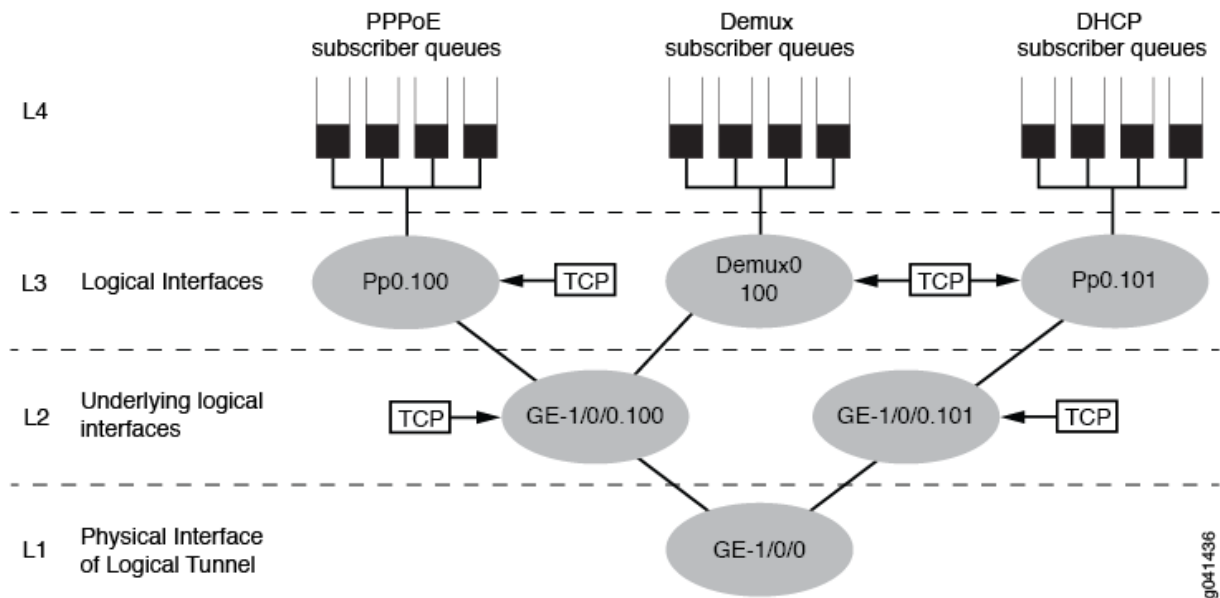 PPPoE
subscriber queues
Demux
subscriber queues
DHCP
subscriber queues
L4
L3
Logical Interfaces
Pp0.100
TCP
Demux0
100
TCP
Pp0.101
L2
Underlying logical
interfaces
TCP
GE-1/0/0.100
GE-1/0/0.101
TCP
L1
Physical Interface
of Logical Tunnel
GE-1/0/0
g041436